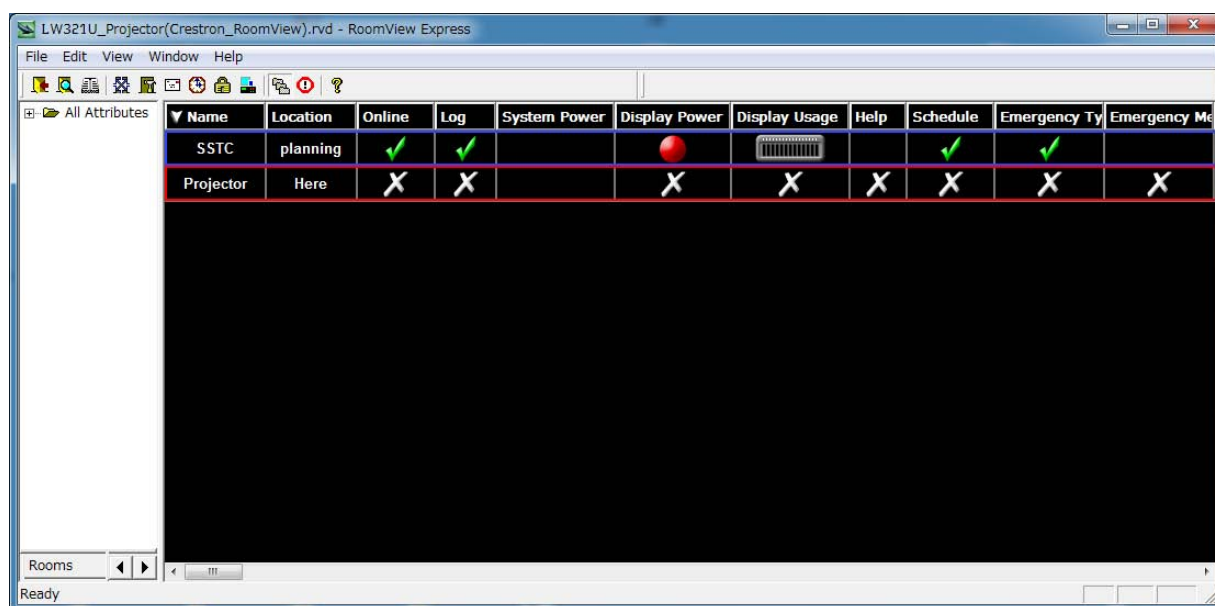 LW321U_Projector(Crestron_RoomView).rvd - RoomView Express
File Edit View Window Help
All Attributes
Name Location Online Log System Power Display Power Display Usage Help Schedule Emergency Ty Emergency Me
SSTC planning
Projector Here
Rooms
Ready